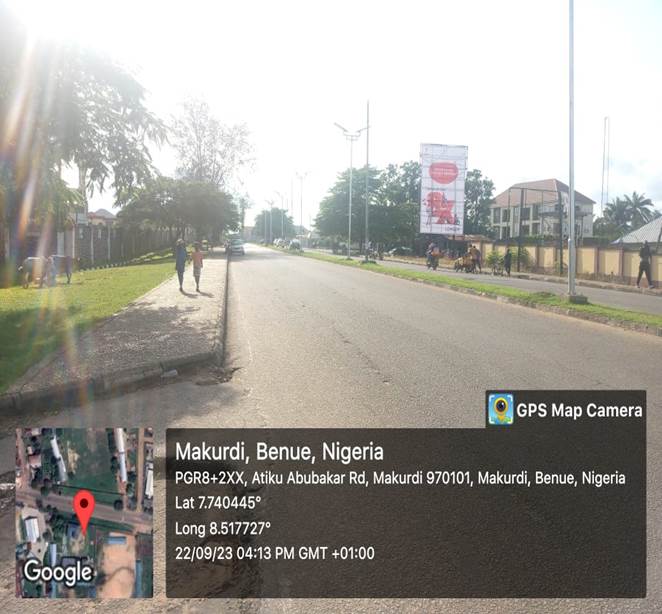 GPS Map Camera
Makurdi, Benue, Nigeria
PGR8+2XX, Atiku Abubakar Rd, Makurdi 970101, Makurdi, Benue, Nigeria
Lat 7.740445°
Long 8.517727°
22/09/23 04:13 PM GMT +01:00
Google